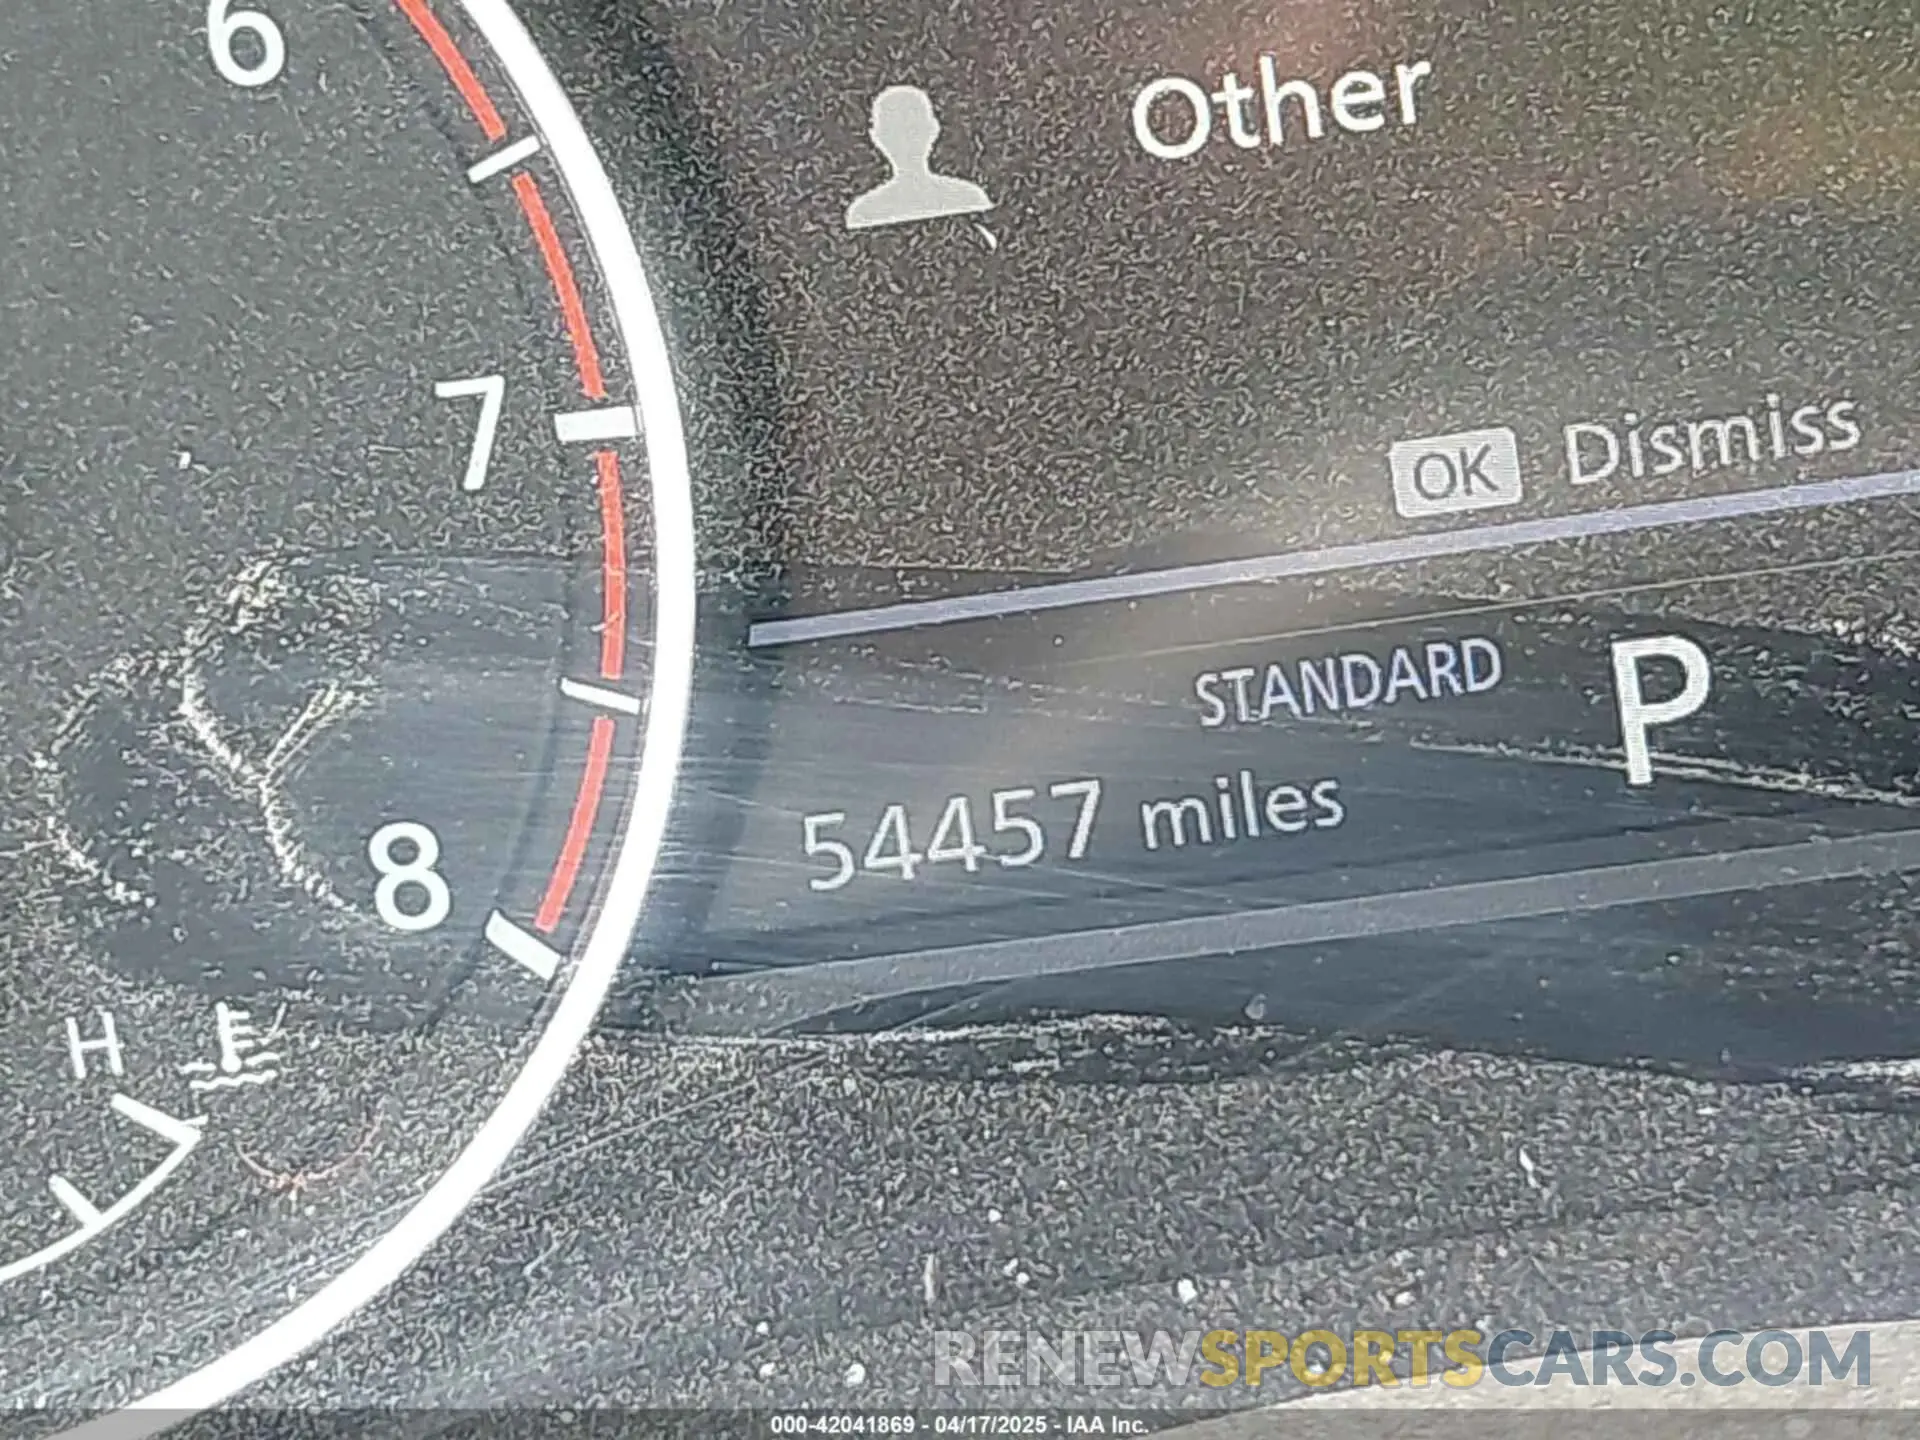 6
Other
7
OK Dismiss
STANDARD P
54457 miles
8
H
RENEWSPORTSCARS.COM
000-42041869 - 04/17/2025 - IAA Inc.